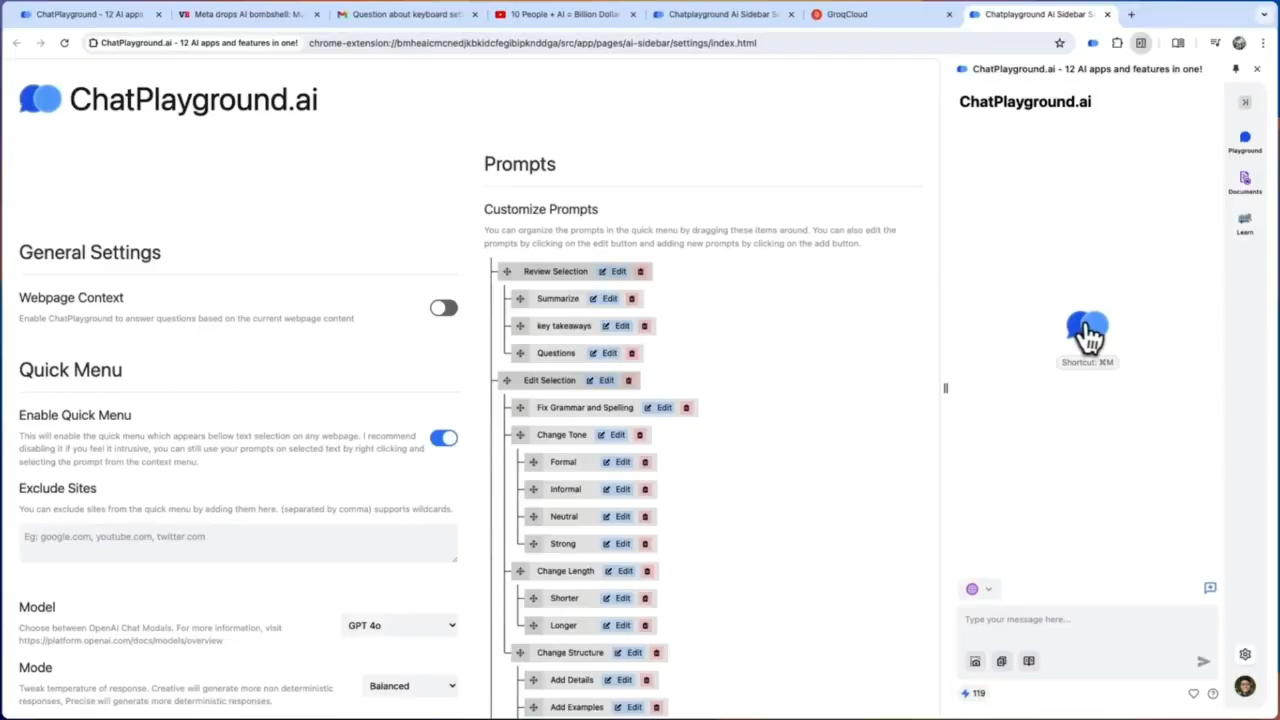 ChatPlayground - 12 AI apps
Meta drops AI bombshell: Mu
Question about keyboard set
10 People + AI = Billion Dolla
Chatplayground Ai Sidebar S
GroqCloud
Chatplayground Ai Sidebar S
ChatPlayground.ai - 12 AI apps and features in one!
chrome-extension://bmheaicmcnedjkbkidcfegibipknddga/src/app/pages/ai-sidebar/settings/index.html
ChatPlayground.ai
General Settings
Webpage Context
Enable ChatPlayground to answer questions based on the current webpage content
Quick Menu
Enable Quick Menu
This will enable the quick menu which appears bellow text selection on any webpage. I recommend
disabling it if you feel it intrusive, you can still use your prompts on selected text by right clicking and
selecting the prompt from the context menu.
Exclude Sites
You can exclude sites from the quick menu by adding them here. (separated by comma) supports wildcards.
Eg: google.com, youtube.com, twitter.com
Model
Choose between OpenAI Chat Modals. For more information, visit
https://platform.openai.com/docs/models/overview
GPT 4o
Mode
Tweak temperature of response. Creative will generate more non deterministic
responses, Precise will generate more deterministic responses.
Balanced
Prompts
Customize Prompts
You can organize the prompts in the quick menu by dragging these items around. You can also edit the
prompts by clicking on the edit button and adding new prompts by clicking on the add button.
Review Selection Edit
Summarize Edit
key takeaways Edit
Questions Edit
Edit Selection Edit
Fix Grammar and Spelling Edit
Change Tone Edit
Formal Edit
Informal Edit
Neutral Edit
Strong Edit
Change Length Edit
Shorter Edit
Longer Edit
Change Structure Edit
Add Details Edit
Add Examples Edit
ChatPlayground.ai - 12 AI apps and features in one!
ChatPlayground.ai
Playground
Documents
Learn
Shortcut: ⌘M
Type your message here...
119